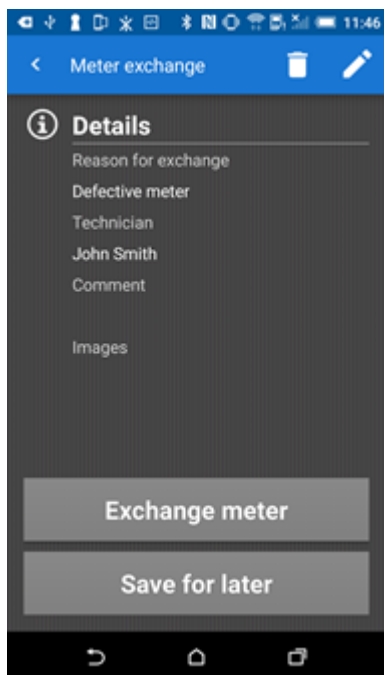 11:46
Meter exchange
Details
Reason for exchange
Defective meter
Technician
John Smith
Comment
Images
Exchange meter
Save for later